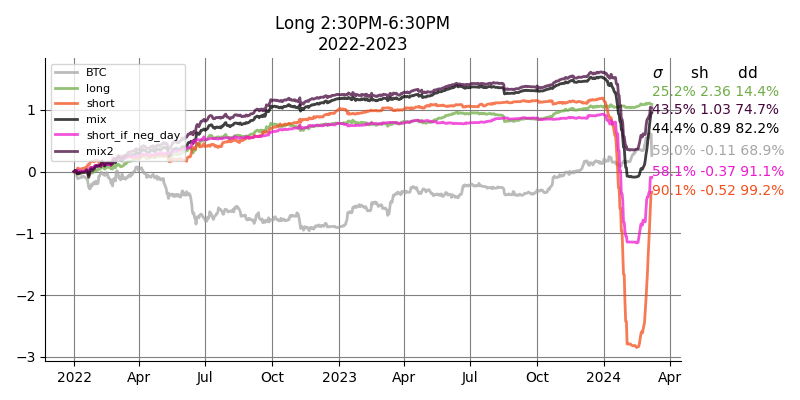 Long 2:30PM-6:30PM
2022-2023
BTC
long
short
mix
short_if_neg_day
mix2
σ sh dd
25.2% 2.36 14.4%
43.5% 1.03 74.7%
44.4% 0.89 82.2%
59.0% -0.11 68.9%
58.1% -0.37 91.1%
90.1% -0.52 99.2%
1
0
−1
−2
−3
2022 Apr Jul Oct 2023 Apr Jul Oct 2024 Apr